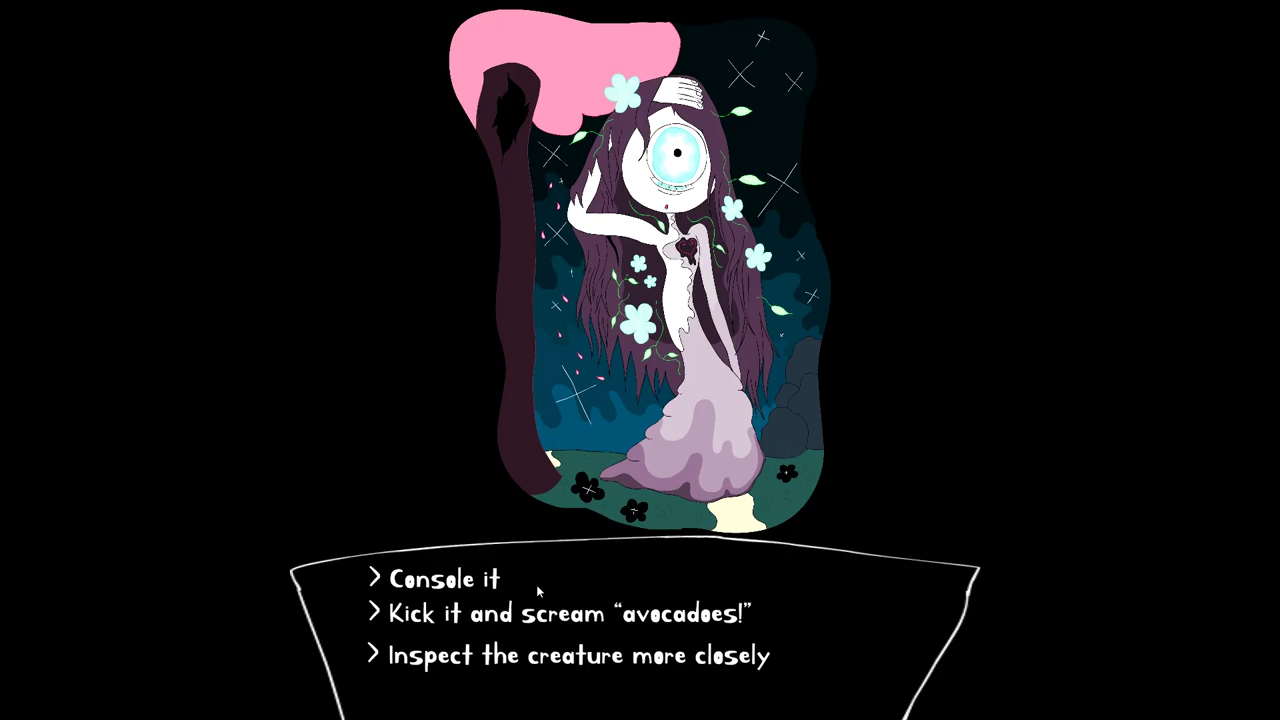 > Console it
> Kick it and scream “avocadoes!”
> Inspect the creature more closely